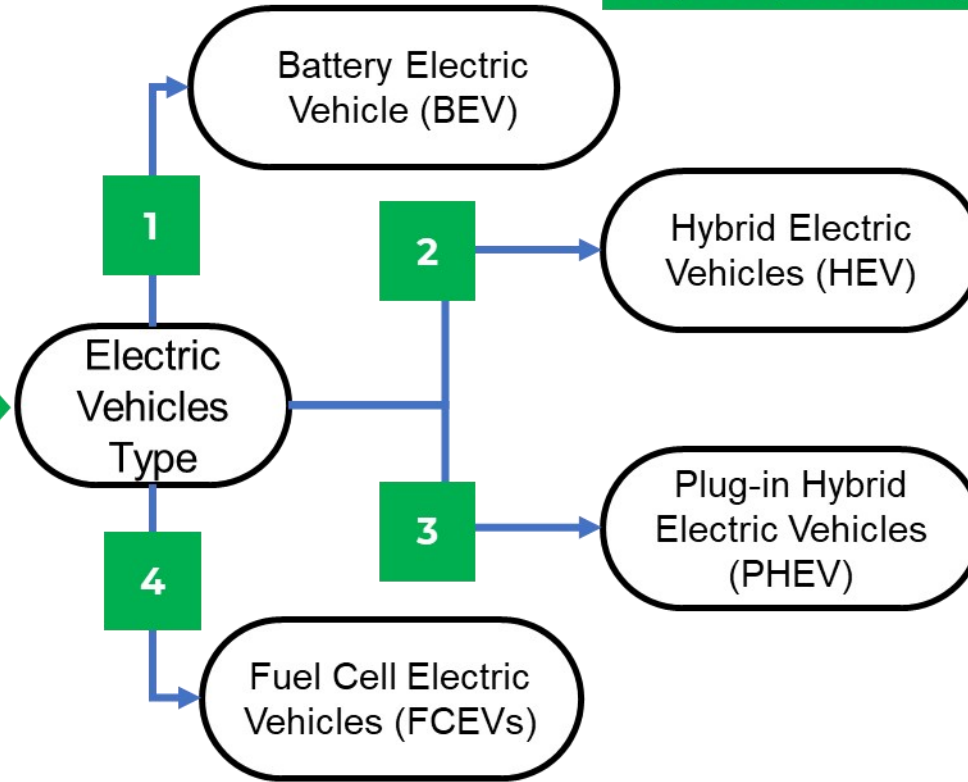 Battery Electric
Vehicle (BEV)
1
2
Hybrid Electric
Vehicles (HEV)
Electric
Vehicles
Type
3
Plug-in Hybrid
Electric Vehicles
(PHEV)
4
Fuel Cell Electric
Vehicles (FCEVs)